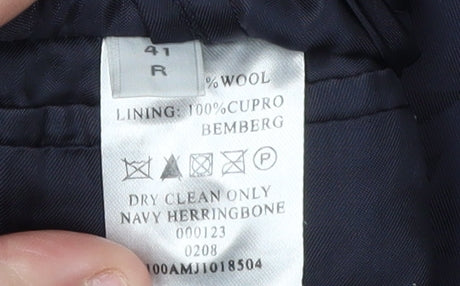 41
R
% WOOL
LINING: 100%CUPRO
BEMBERG
P
DRY CLEAN ONLY
NAVY HERRINGBONE
000123
0208
100AMJ1018504